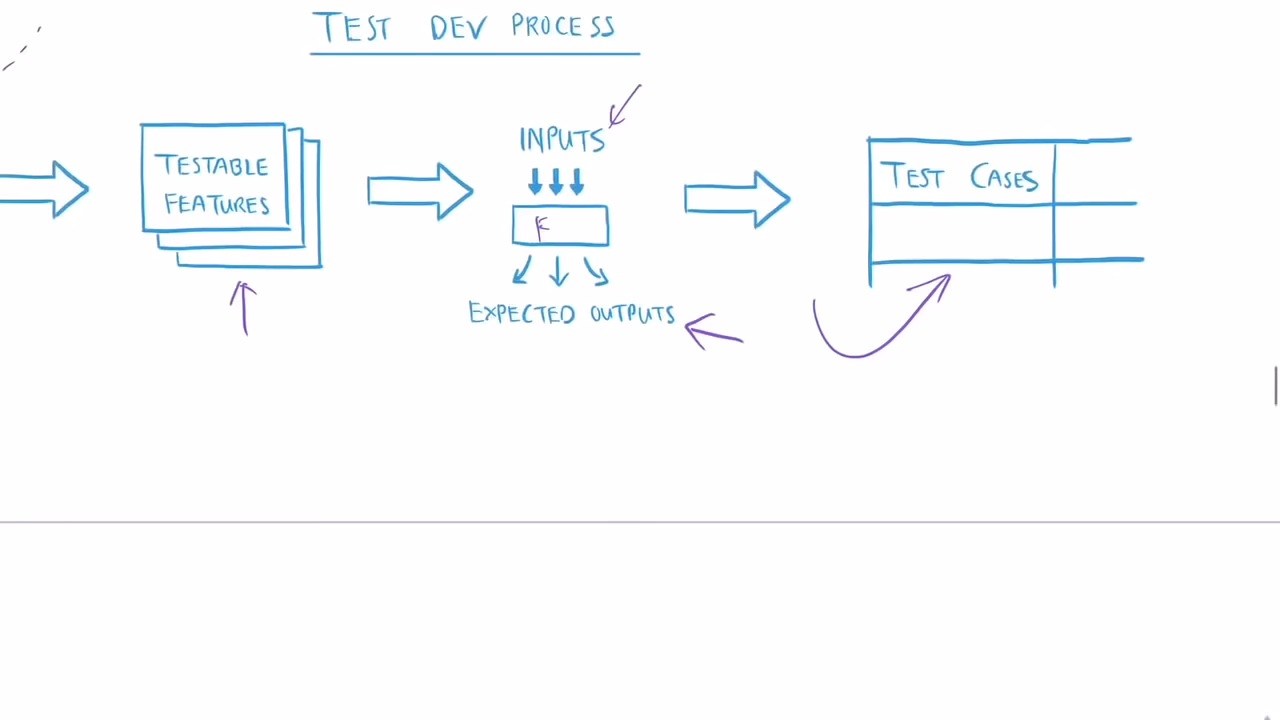 TEST DEV PROCESS
TESTABLE
FEATURES
INPUTS
F
EXPECTED OUTPUTS
TEST CASES